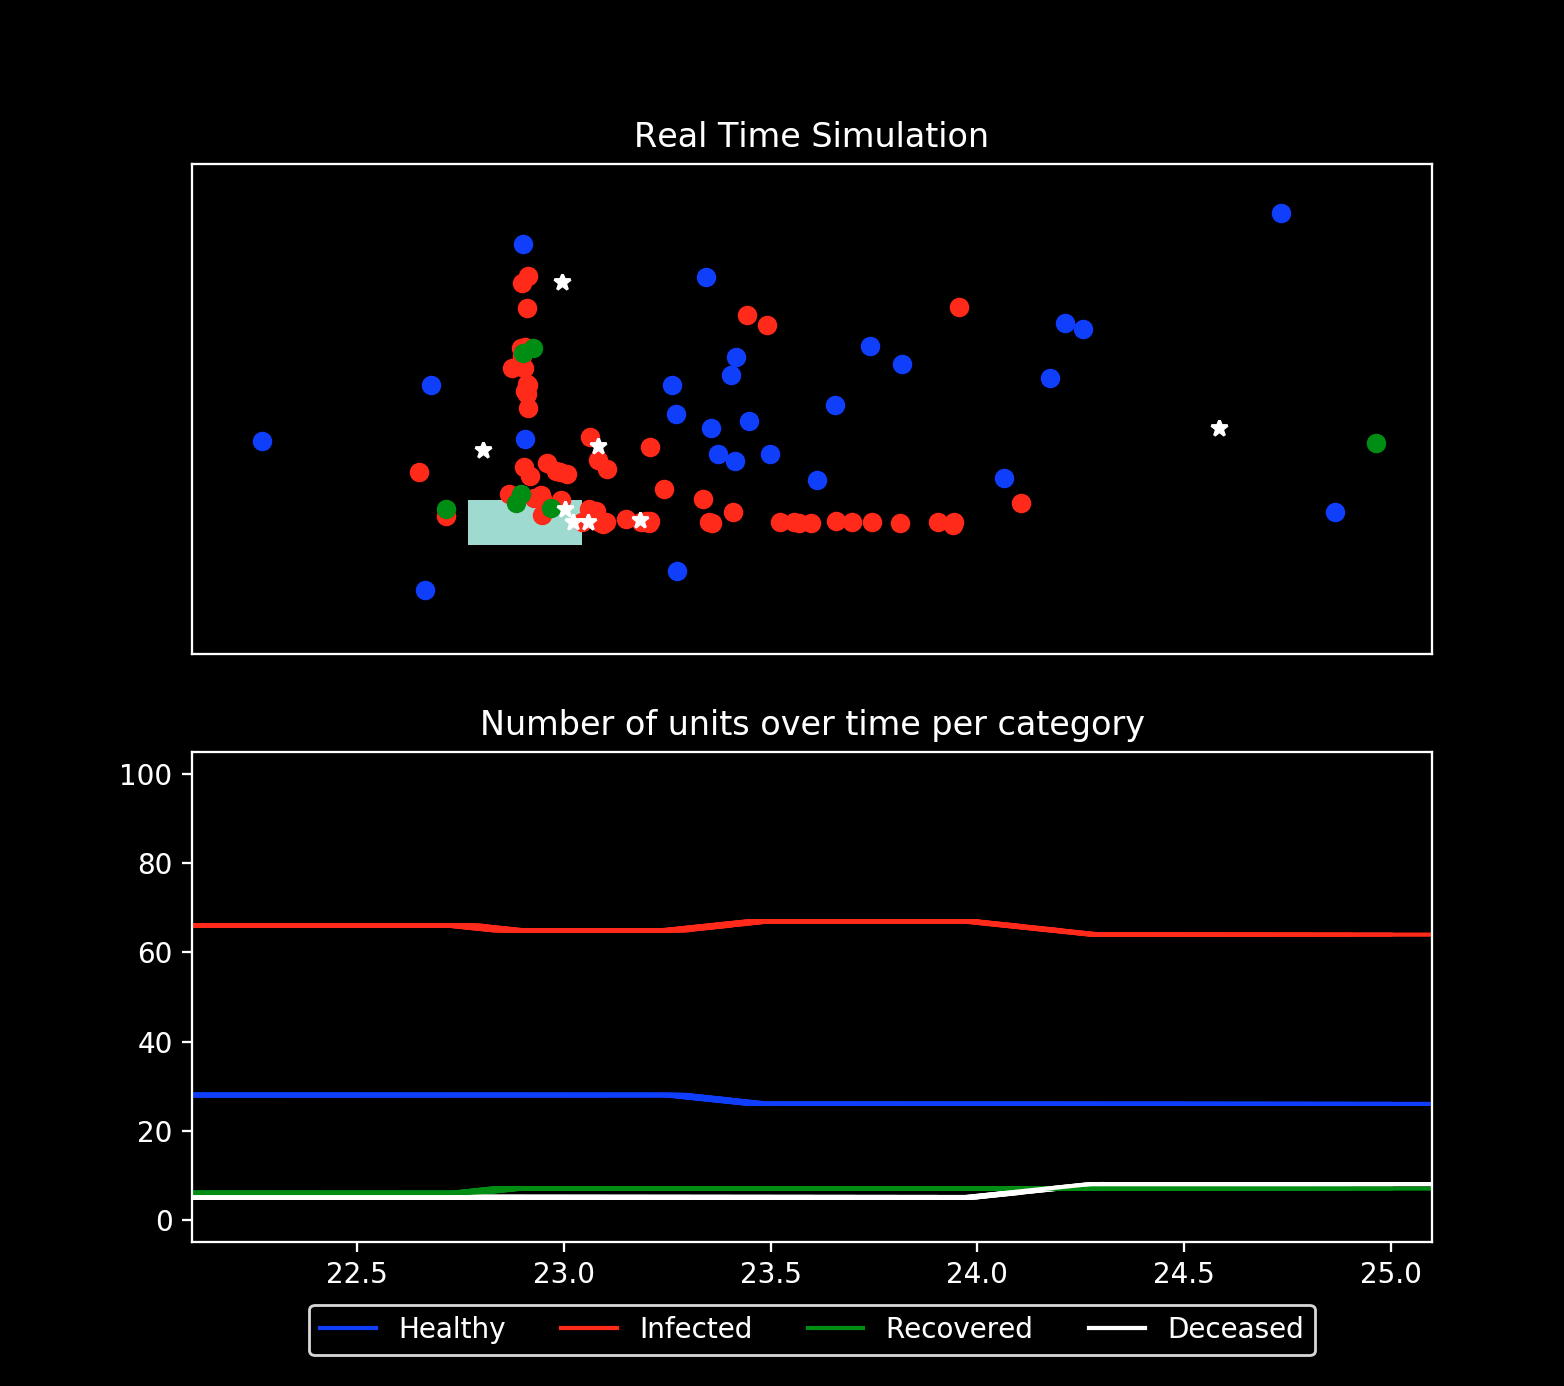 Real Time Simulation
Number of units over time per category
100
80
60
40
20
0
22.5 23.0 23.5 24.0 24.5 25.0
Healthy Infected Recovered Deceased